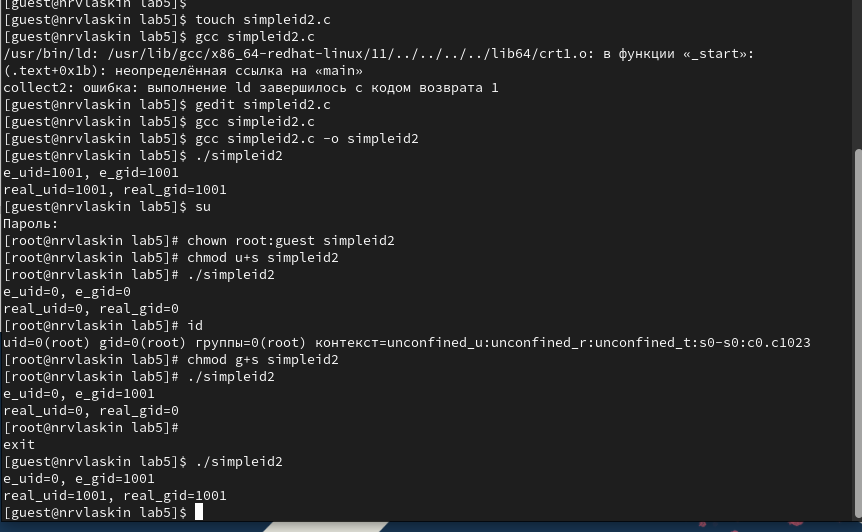 [guest@nrvlaskin lab5]$
[guest@nrvlaskin lab5]$ touch simpleid2.c
[guest@nrvlaskin lab5]$ gcc simpleid2.c
/usr/bin/ld: /usr/lib/gcc/x86_64-redhat-linux/11/../../../../lib64/crt1.o: в функции «_start»:
(.text+0x1b): неопределённая ссылка на «main»
collect2: ошибка: выполнение ld завершилось с кодом возврата 1
[guest@nrvlaskin lab5]$ gedit simpleid2.c
[guest@nrvlaskin lab5]$ gcc simpleid2.c
[guest@nrvlaskin lab5]$ gcc simpleid2.c -o simpleid2
[guest@nrvlaskin lab5]$ ./simpleid2
e_uid=1001, e_gid=1001
real_uid=1001, real_gid=1001
[guest@nrvlaskin lab5]$ su
Пароль:
[root@nrvlaskin lab5]# chown root:guest simpleid2
[root@nrvlaskin lab5]# chmod u+s simpleid2
[root@nrvlaskin lab5]# ./simpleid2
e_uid=0, e_gid=0
real_uid=0, real_gid=0
[root@nrvlaskin lab5]# id
uid=0(root) gid=0(root) группы=0(root) контекст=unconfined_u:unconfined_r:unconfined_t:s0-s0:c0.c1023
[root@nrvlaskin lab5]# chmod g+s simpleid2
[root@nrvlaskin lab5]# ./simpleid2
e_uid=0, e_gid=1001
real_uid=0, real_gid=0
[root@nrvlaskin lab5]#
exit
[guest@nrvlaskin lab5]$ ./simpleid2
e_uid=0, e_gid=1001
real_uid=1001, real_gid=1001
[guest@nrvlaskin lab5]$